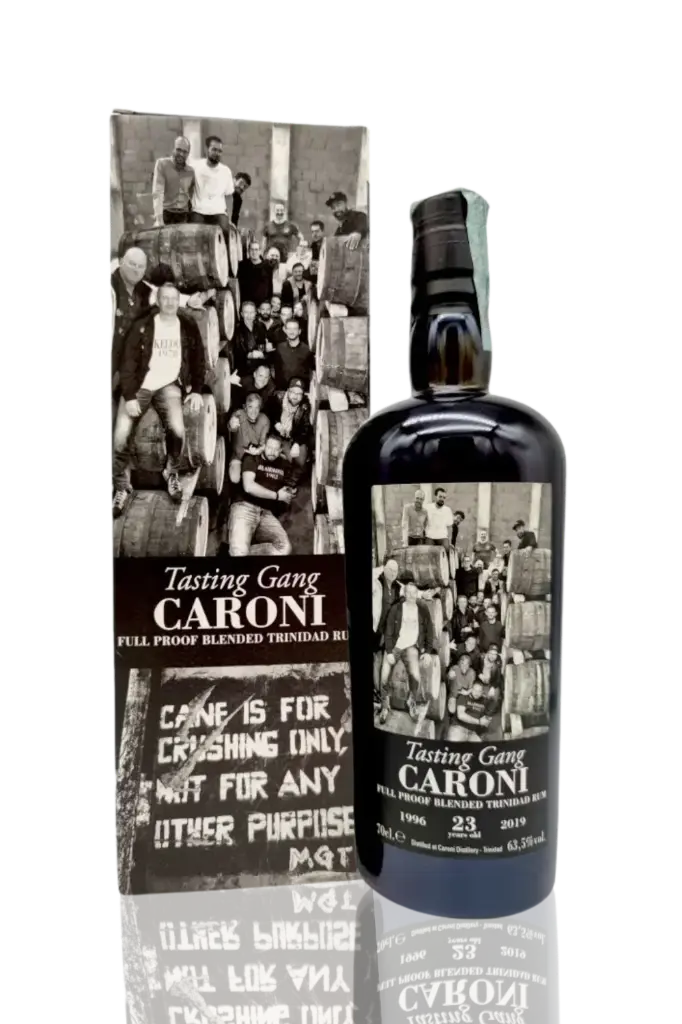 Tasting Gang
CARONI
FULL PROOF BLENDED TRINIDAD RU
CANE IS FOR
CRUSHING ONLY,
NOT FOR ANY
OTHER PURPOSE
MGT
Tasting Gang
CARONI
FULL PROOF BLENDED TRINIDAD RUM
1996 23 2019
years old
70cl. ℮ Distilled at Caroni Distillery - Trinidad 63,5% vol.